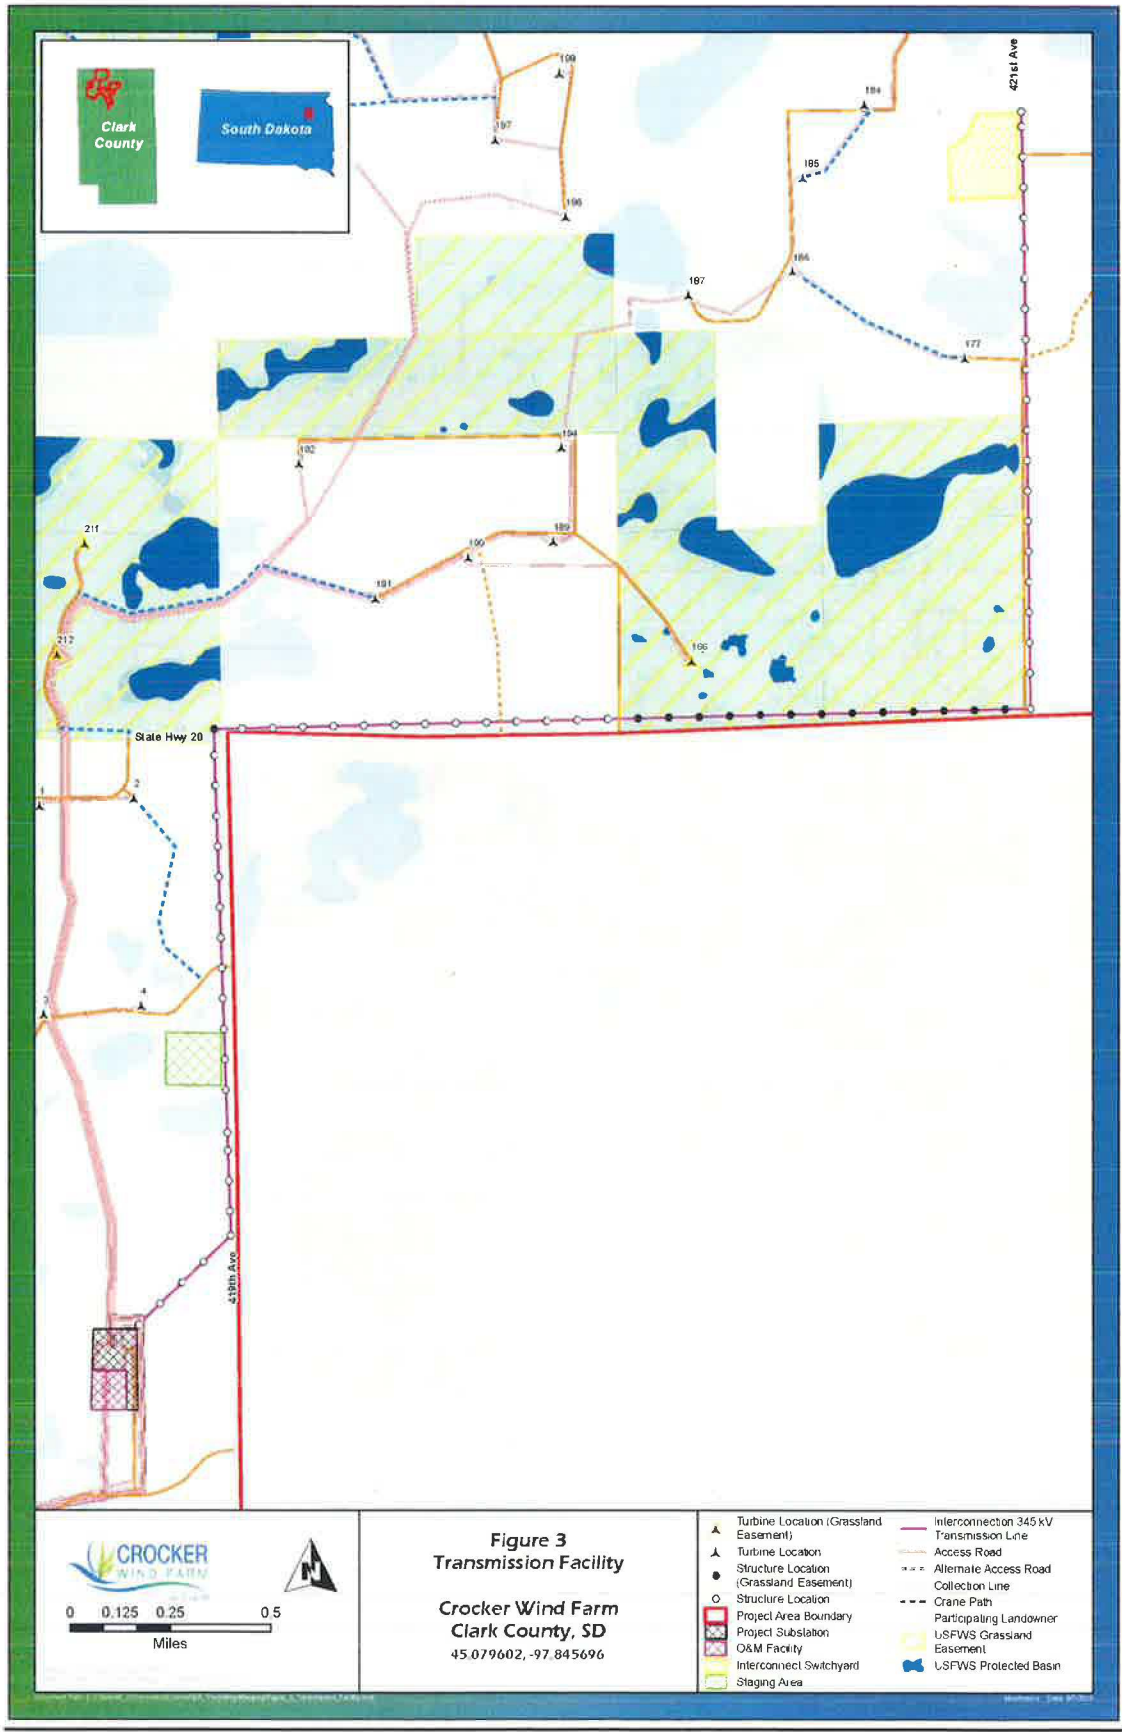 Clark
County
South Dakota
421st Ave
198
197
196
184
185
186
187
177
194
192
189
190
191
166
211
212
State Hwy 20
1
2
3
4
419th Ave
CROCKER
WIND FARM
N
0 0.125 0.25 0.5
Miles
Figure 3
Transmission Facility
Crocker Wind Farm
Clark County, SD
45.079602, -97.845696
Turbine Location (Grassland
Easement)
Turbine Location
Structure Location
(Grassland Easement)
Structure Location
Project Area Boundary
Project Substation
O&M Facility
Interconnect Switchyard
Staging Area
Interconnection 345 kV
Transmission Line
Access Road
Alternate Access Road
Collection Line
Crane Path
Participating Landowner
USFWS Grassland
Easement
USFWS Protected Basin